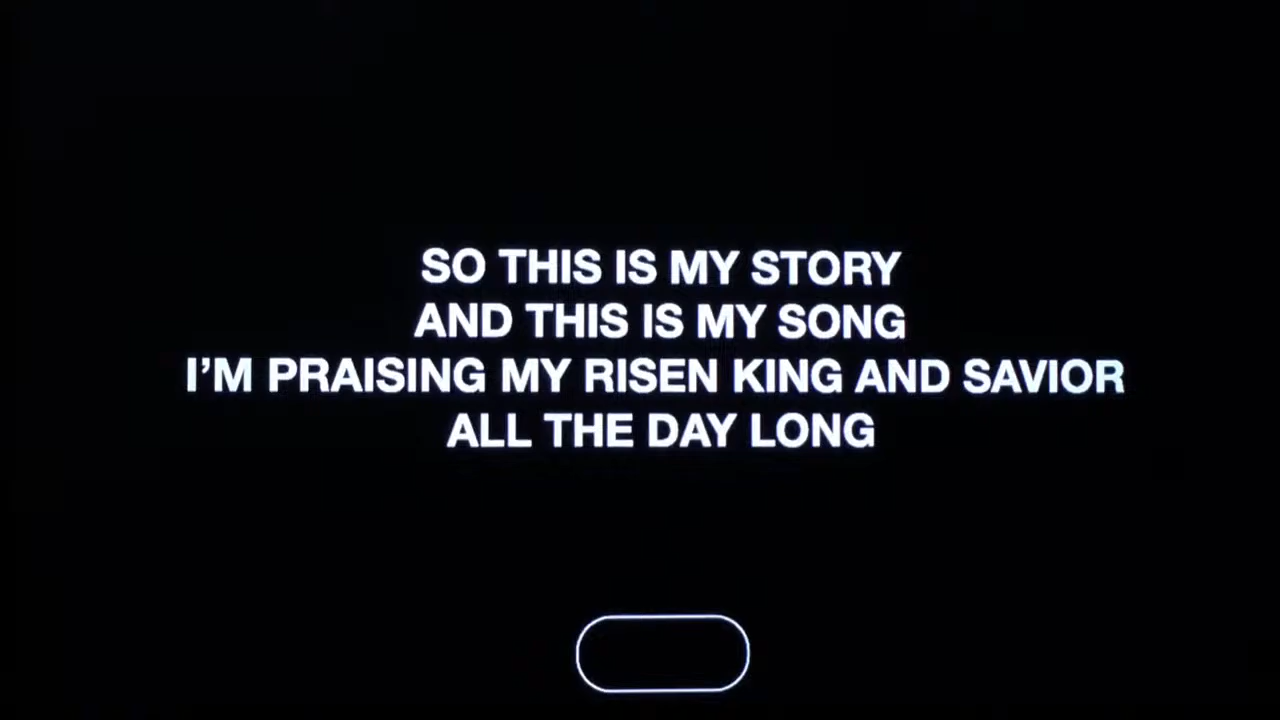 SO THIS IS MY STORY
AND THIS IS MY SONG
I'M PRAISING MY RISEN KING AND SAVIOR
ALL THE DAY LONG